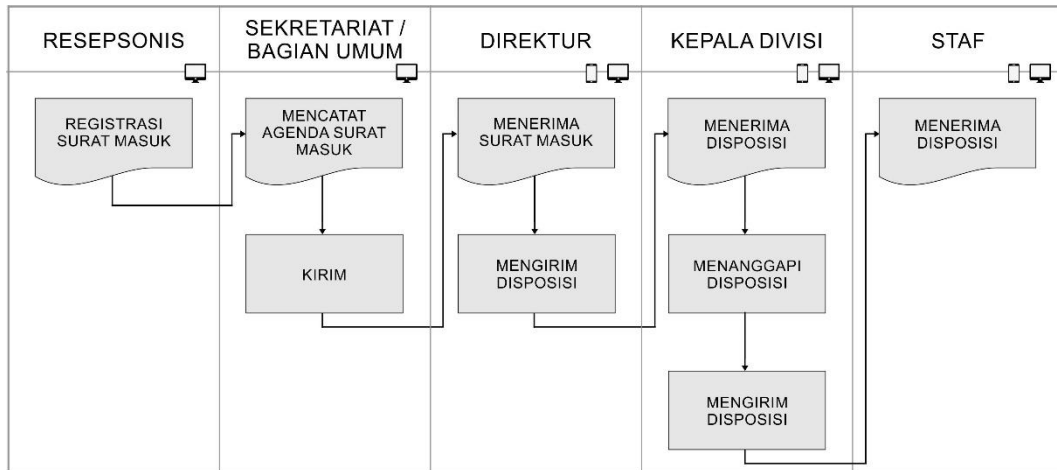 RESEPSONIS
SEKRETARIAT /
BAGIAN UMUM
DIREKTUR
KEPALA DIVISI
STAF
REGISTRASI
SURAT MASUK
MENCATAT
AGENDA SURAT
MASUK
MENERIMA
SURAT MASUK
MENERIMA
DISPOSISI
MENERIMA
DISPOSISI
KIRIM
MENGIRIM
DISPOSISI
MENANGGAPI
DISPOSISI
MENGIRIM
DISPOSISI